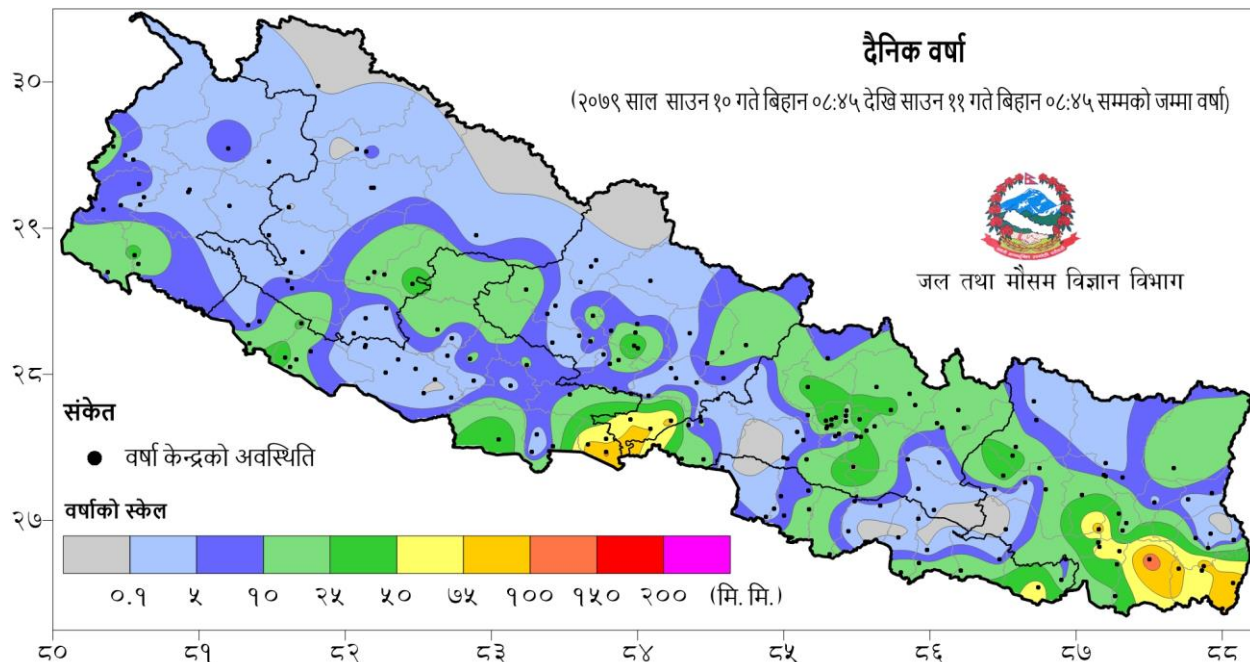 दैनिक वर्षा
(२०७९ साल साउन १० गते बिहान ०८:४५ देखि साउन ११ गते बिहान ०८:४५ सम्मको जम्मा वर्षा)
३०
२९
२८
२७
जल तथा मौसम विज्ञान विभाग
संकेत
वर्षा केन्द्रको अवस्थिति
वर्षाको स्केल
०.१ ५ १० २५ ५० ७५ १०० १५० २०० (मि. मि.)
८० ८१ ८२ ८३ ८४ ८५ ८६ ८७ ८८